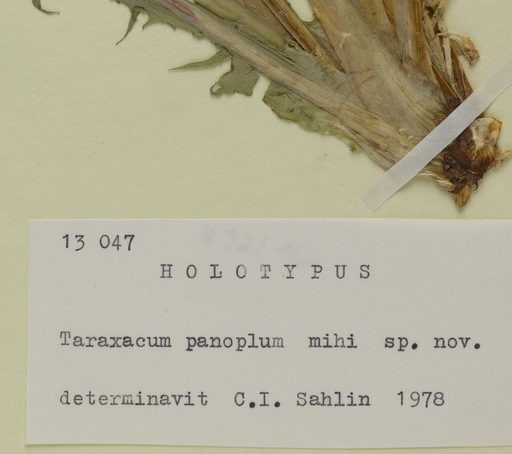 13 047
HOLOTYPUS
Taraxacum panoplum mihi sp. nov.
determinavit C.I. Sahlin 1978